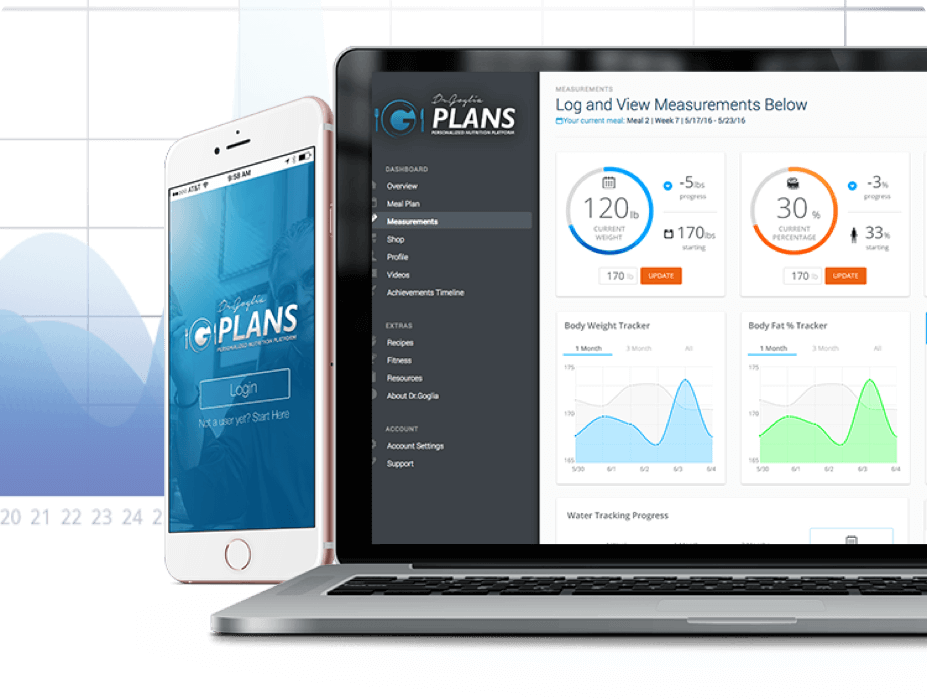 AT&T
9:58 AM
Dr.Goglia
G PLANS
PERSONALIZED NUTRITION PLATFORM
Login
Not a user yet? Start Here
20 21 22 23 24 2
Dr.Goglia
G PLANS
PERSONALIZED NUTRITION PLATFORM
DASHBOARD
Overview
Meal Plan
Measurements
Shop
Profile
Videos
Achievements Timeline
EXTRAS
Recipes
Fitness
Resources
About Dr.Goglia
ACCOUNT
Account Settings
Support
MEASUREMENTS
Log and View Measurements Below
Your current meal: Meal 2 | Week 7 | 5/17/16 - 5/23/16
120 lb
CURRENT
WEIGHT
-5lbs
progress
170lbs
starting
170 lb
UPDATE
30 %
CURRENT
PERCENTAGE
-3%
progress
33%
starting
170 lb
UPDATE
Body Weight Tracker
1 Month 3 Month All
175
170
165
5/30 6/1 6/2 6/3 6/4
Body Fat % Tracker
1 Month 3 Month All
175
170
165
5/30 6/1 6/2 6/3 6/4
Water Tracking Progress